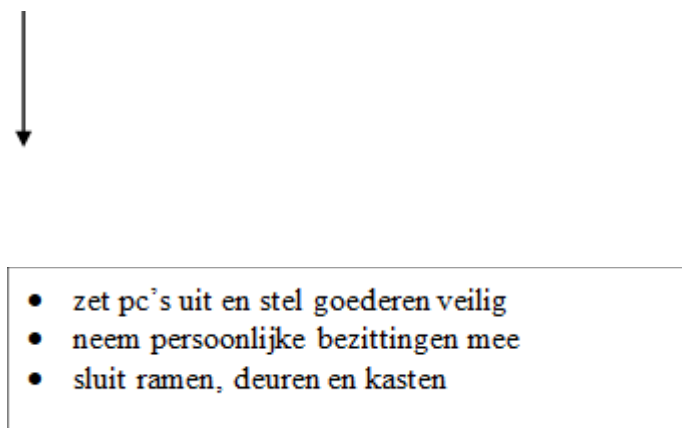 • zet pc's uit en stel goederen veilig
• neem persoonlijke bezittingen mee
• sluit ramen, deuren en kasten